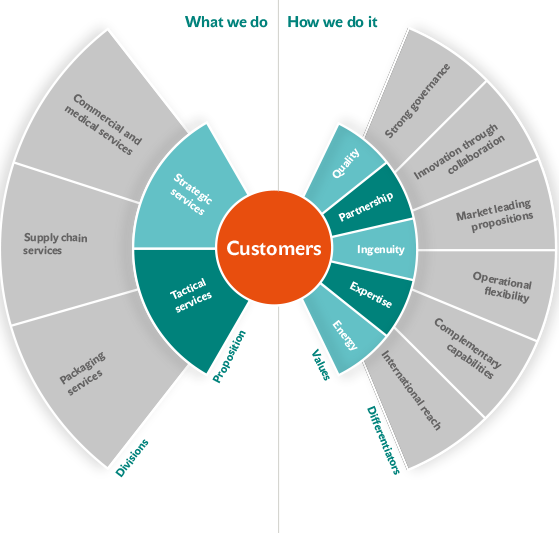 What we do
How we do it
Commercial and
medical services
Supply chain
services
Packaging
services
Divisions
Strategic
services
Tactical
services
Proposition
Customers
Quality
Partnership
Ingenuity
Expertise
Energy
Values
Strong governance
Innovation through
collaboration
Market leading
propositions
Operational
flexibility
Complementary
capabilities
International reach
Differentiators